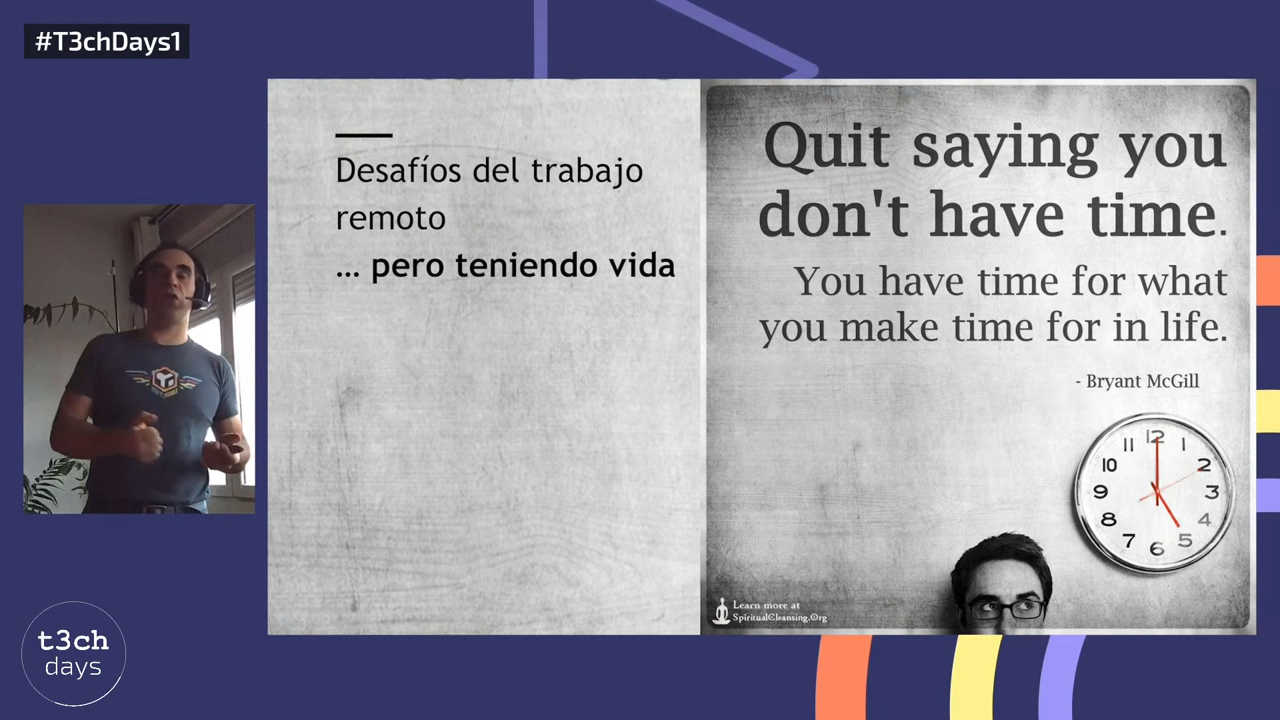 #T3chDays1
Desafíos del trabajo
remoto
... pero teniendo vida
Quit saying you
don't have time.
You have time for what
you make time for in life.
- Bryant McGill
12
11
1
10
2
9
3
8
4
7
5
6
Learn more at
SpiritualCleansing.Org
t3ch
days